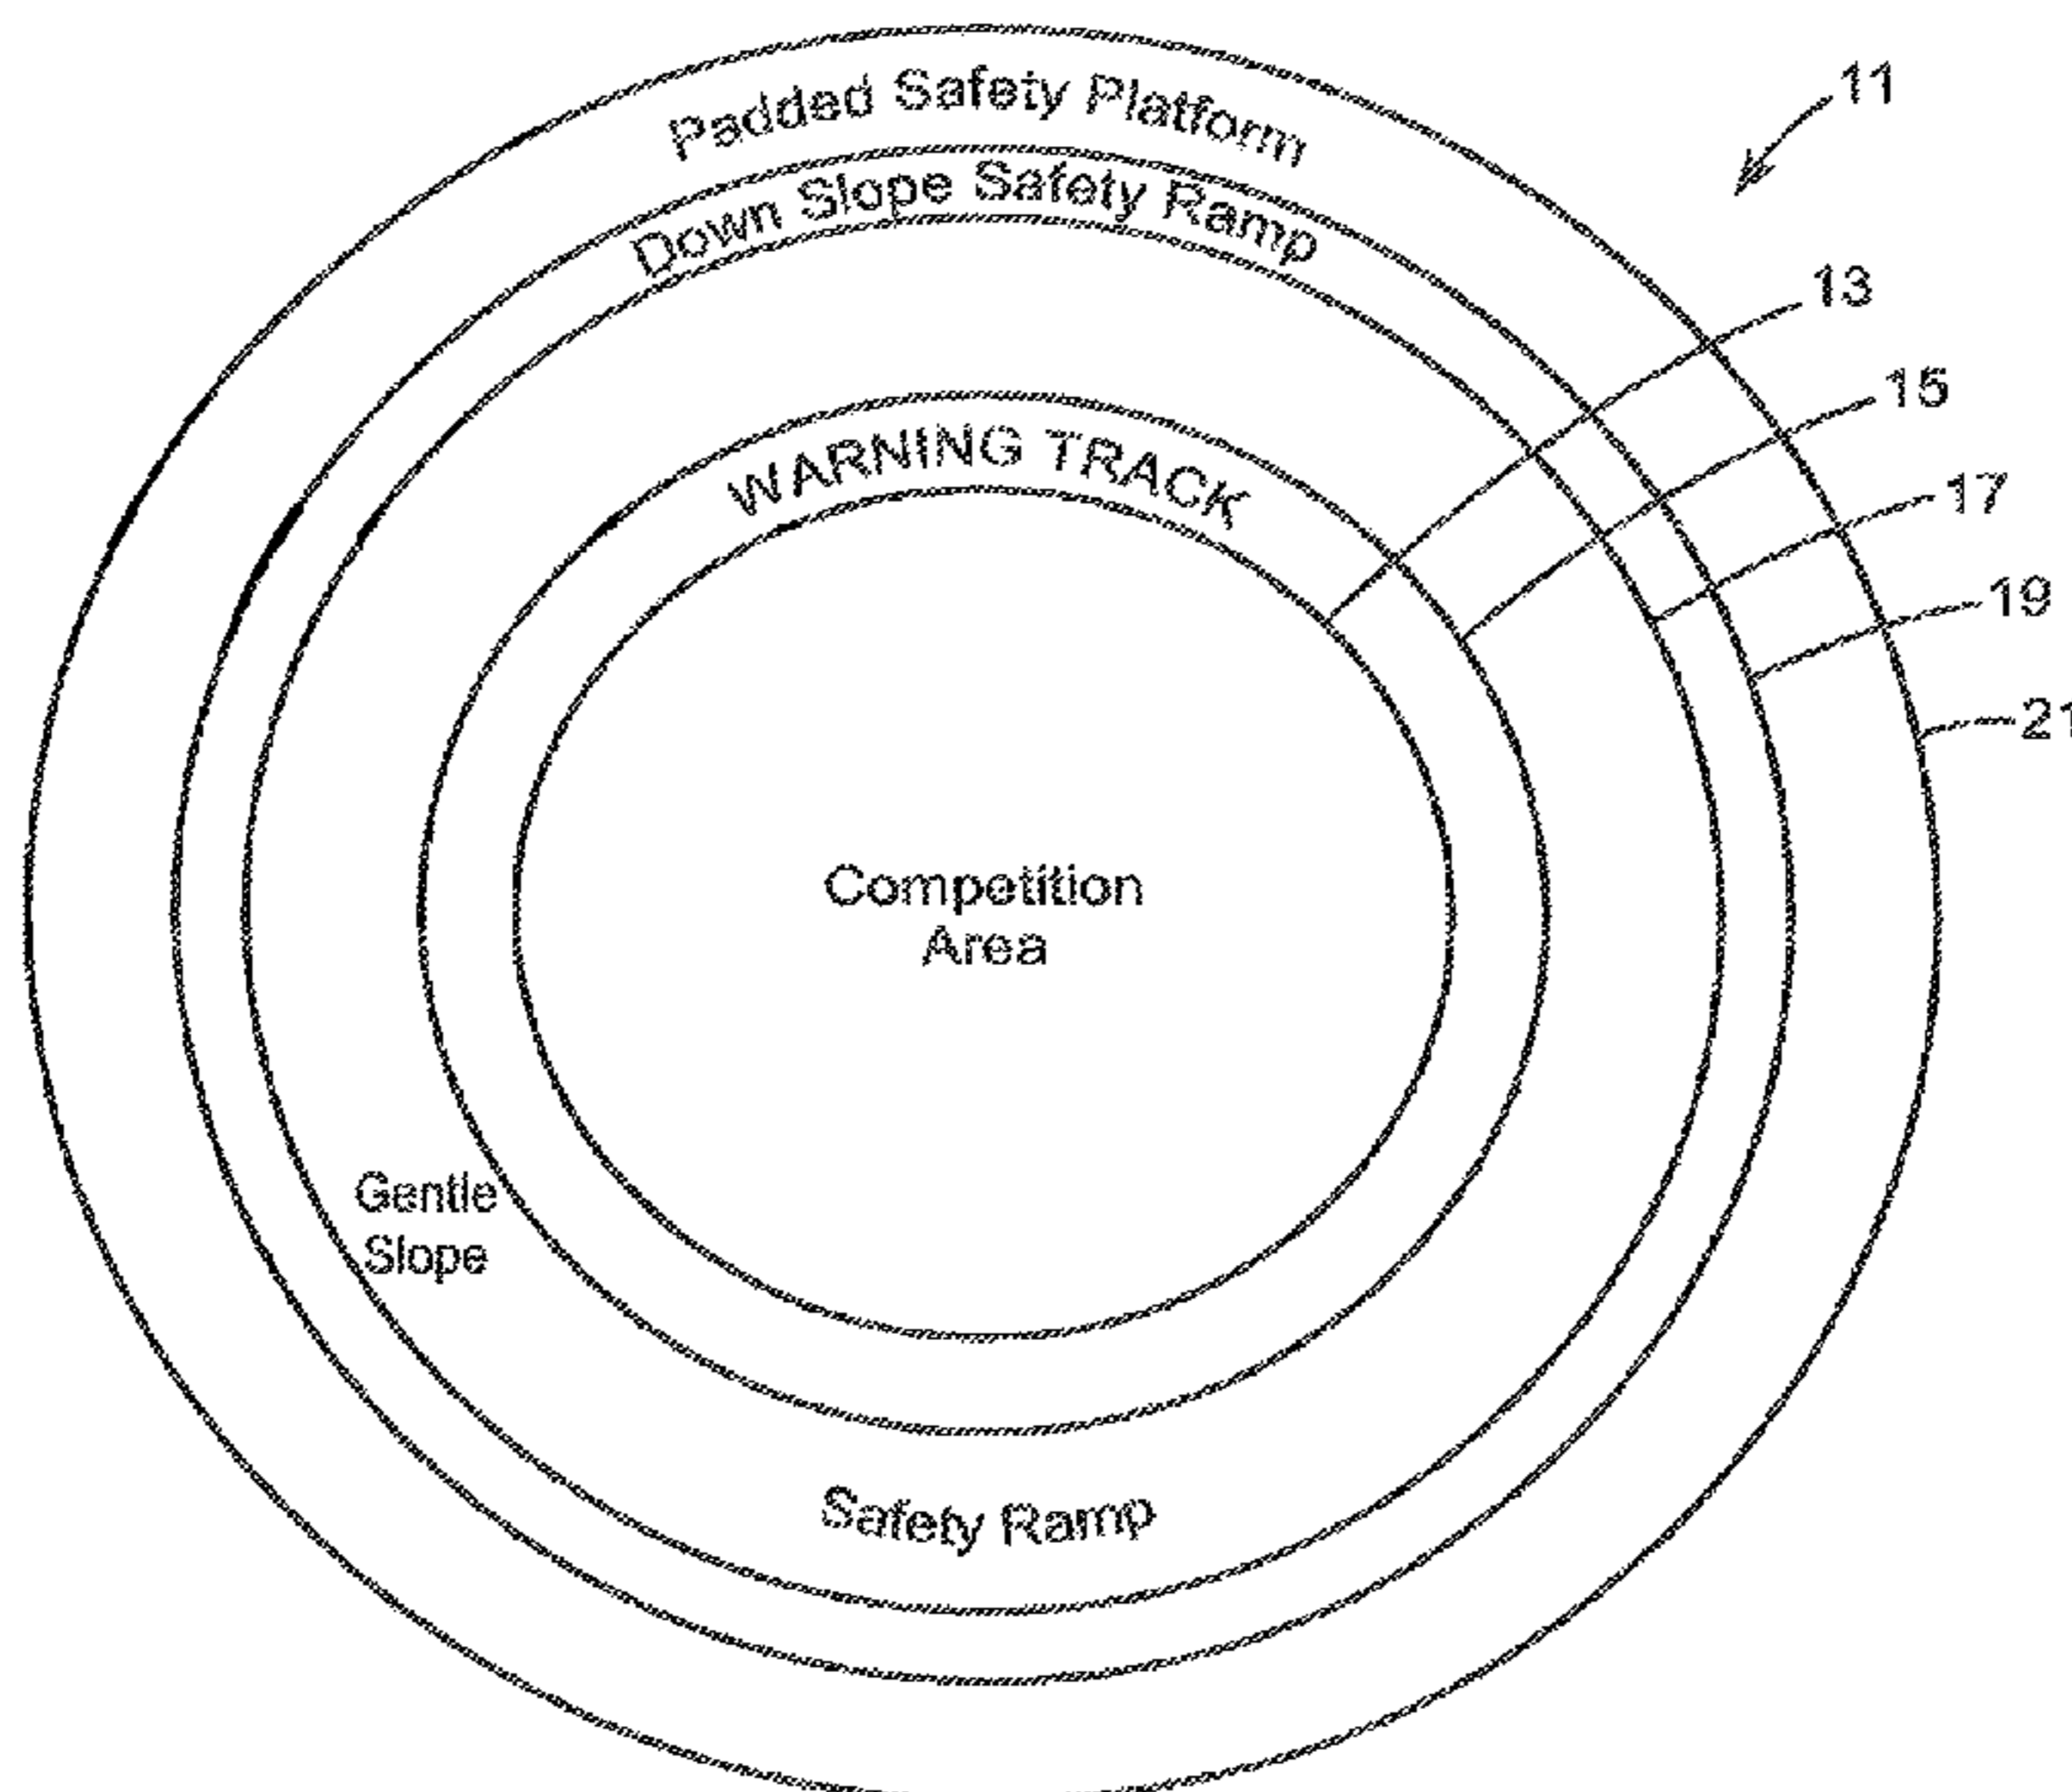 Padded Safety Platform
11
Down Slope Safety Ramp
13
15
WARNING TRACK
17
19
21
Competition
Area
Gentle
Slope
Safety Ramp